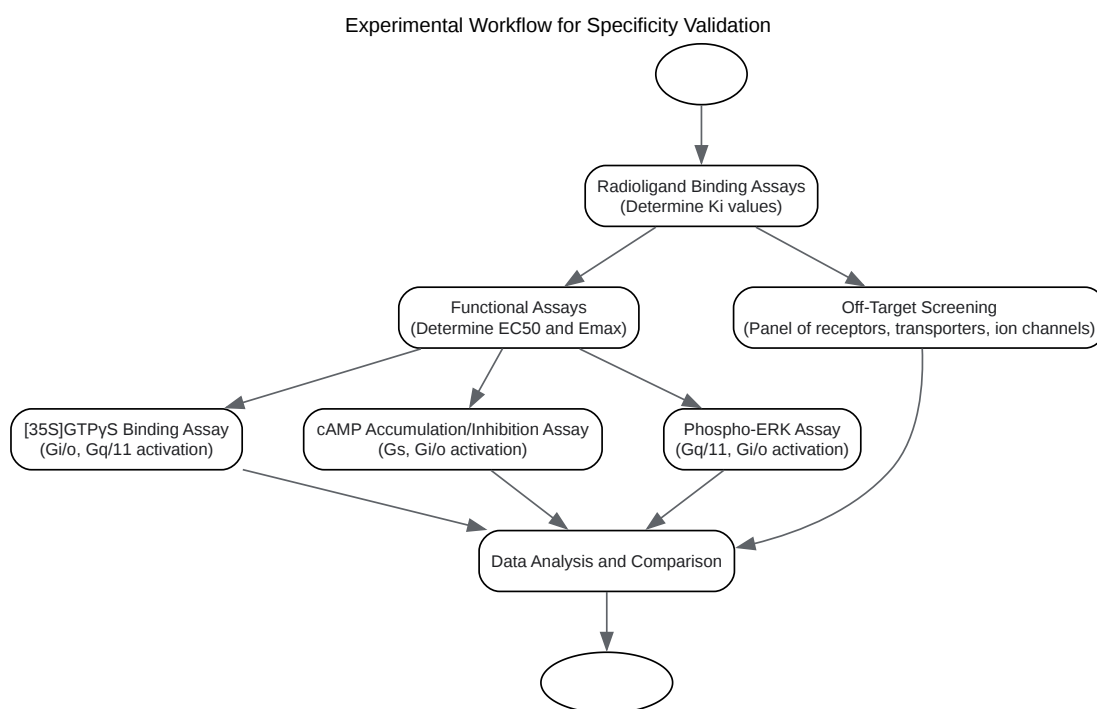 Experimental Workflow for Specificity Validation
Radioligand Binding Assays
(Determine Ki values)
Functional Assays
(Determine EC50 and Emax)
Off-Target Screening
(Panel of receptors, transporters, ion channels)
[35S]GTPγS Binding Assay
(Gi/o, Gq/11 activation)
cAMP Accumulation/Inhibition Assay
(Gs, Gi/o activation)
Phospho-ERK Assay
(Gq/11, Gi/o activation)
Data Analysis and Comparison